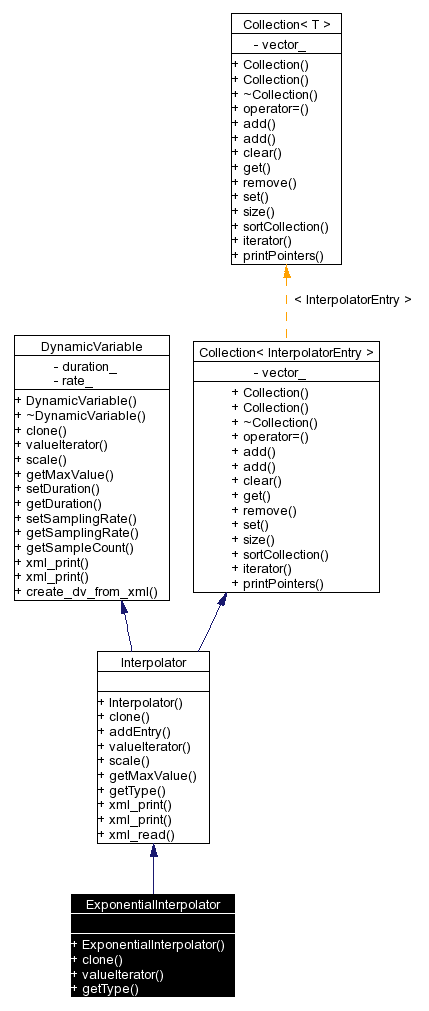 Collection< T >
- vector_
+ Collection()
+ Collection()
+ ~Collection()
+ operator=()
+ add()
+ add()
+ clear()
+ get()
+ remove()
+ set()
+ size()
+ sortCollection()
+ iterator()
+ printPointers()
< InterpolatorEntry >
DynamicVariable
- duration_
- rate_
+ DynamicVariable()
+ ~DynamicVariable()
+ clone()
+ valueIterator()
+ scale()
+ getMaxValue()
+ setDuration()
+ getDuration()
+ setSamplingRate()
+ getSamplingRate()
+ getSampleCount()
+ xml_print()
+ xml_print()
+ create_dv_from_xml()
Collection< InterpolatorEntry >
- vector_
+ Collection()
+ Collection()
+ ~Collection()
+ operator=()
+ add()
+ add()
+ clear()
+ get()
+ remove()
+ set()
+ size()
+ sortCollection()
+ iterator()
+ printPointers()
Interpolator
+ Interpolator()
+ clone()
+ addEntry()
+ valueIterator()
+ scale()
+ getMaxValue()
+ getType()
+ xml_print()
+ xml_print()
+ xml_read()
ExponentialInterpolator
+ ExponentialInterpolator()
+ clone()
+ valueIterator()
+ getType()